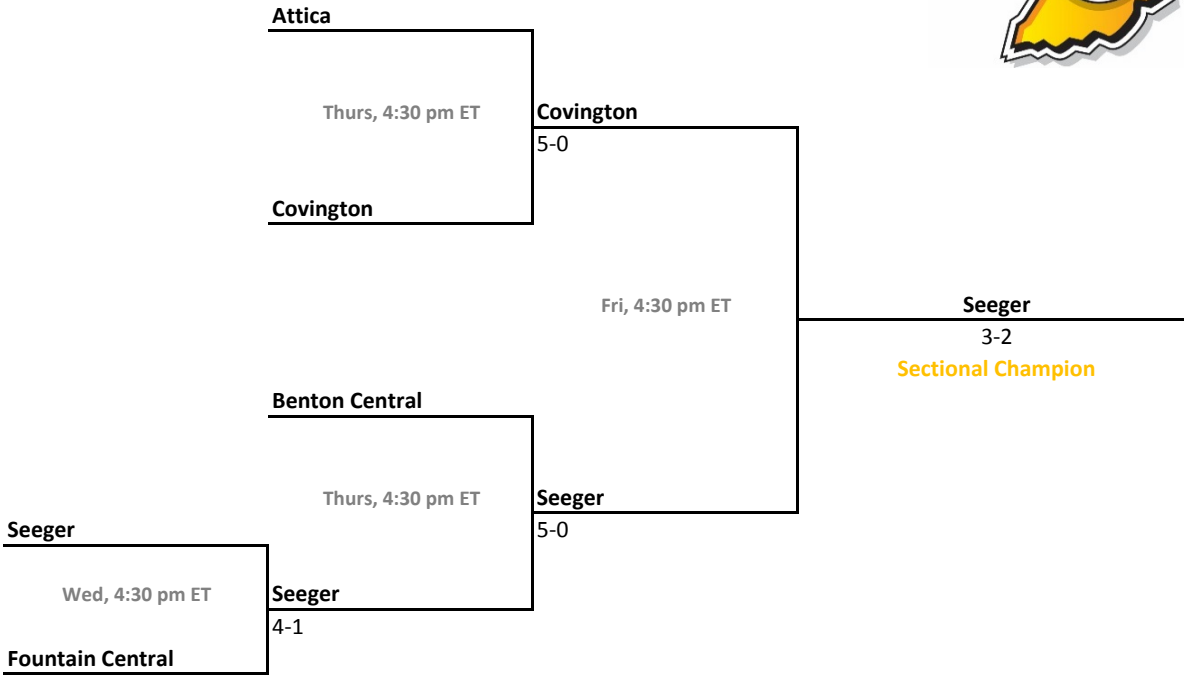 Attica
Thurs, 4:30 pm ET
Covington
5-0
Covington
Fri, 4:30 pm ET
Seeger
3-2
Sectional Champion
Benton Central
Thurs, 4:30 pm ET
Seeger
5-0
Seeger
Wed, 4:30 pm ET
Seeger
4-1
Fountain Central